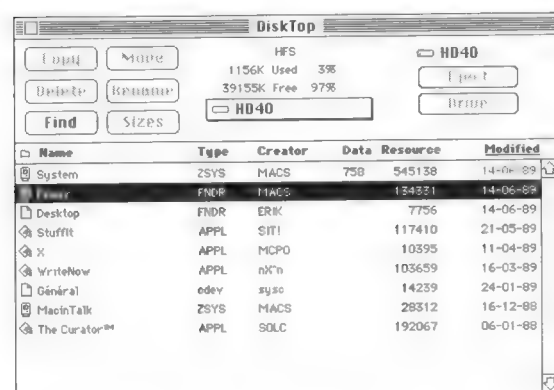 DiskTop
Copy Move HFS HD40
1156K Used 3%
Delete Rename 39155K Free 97% Eject
Find Sizes HD40 Drive
Name Type Creator Data Resource Modified
System ZSYS MACS 758 545138 14-06-89
FNDR MACS 134331 14-06-89
Desktop FNDR ERIK 7756 14-06-89
StuffIt APPL SIT! 117410 21-05-89
X APPL MCPO 10395 11-04-89
WriteNow APPL nX^n 103659 16-03-89
Général cdev sysc 14239 24-01-89
MacinTalk ZSYS MACS 28312 16-12-88
The Curator™ APPL SOLC 192067 06-01-88